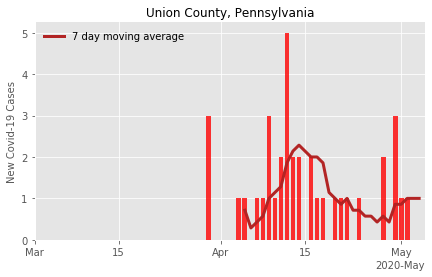 Union County, Pennsylvania
7 day moving average
New Covid-19 Cases
5
4
3
2
1
0
Mar 15 Apr 15 May
2020-May